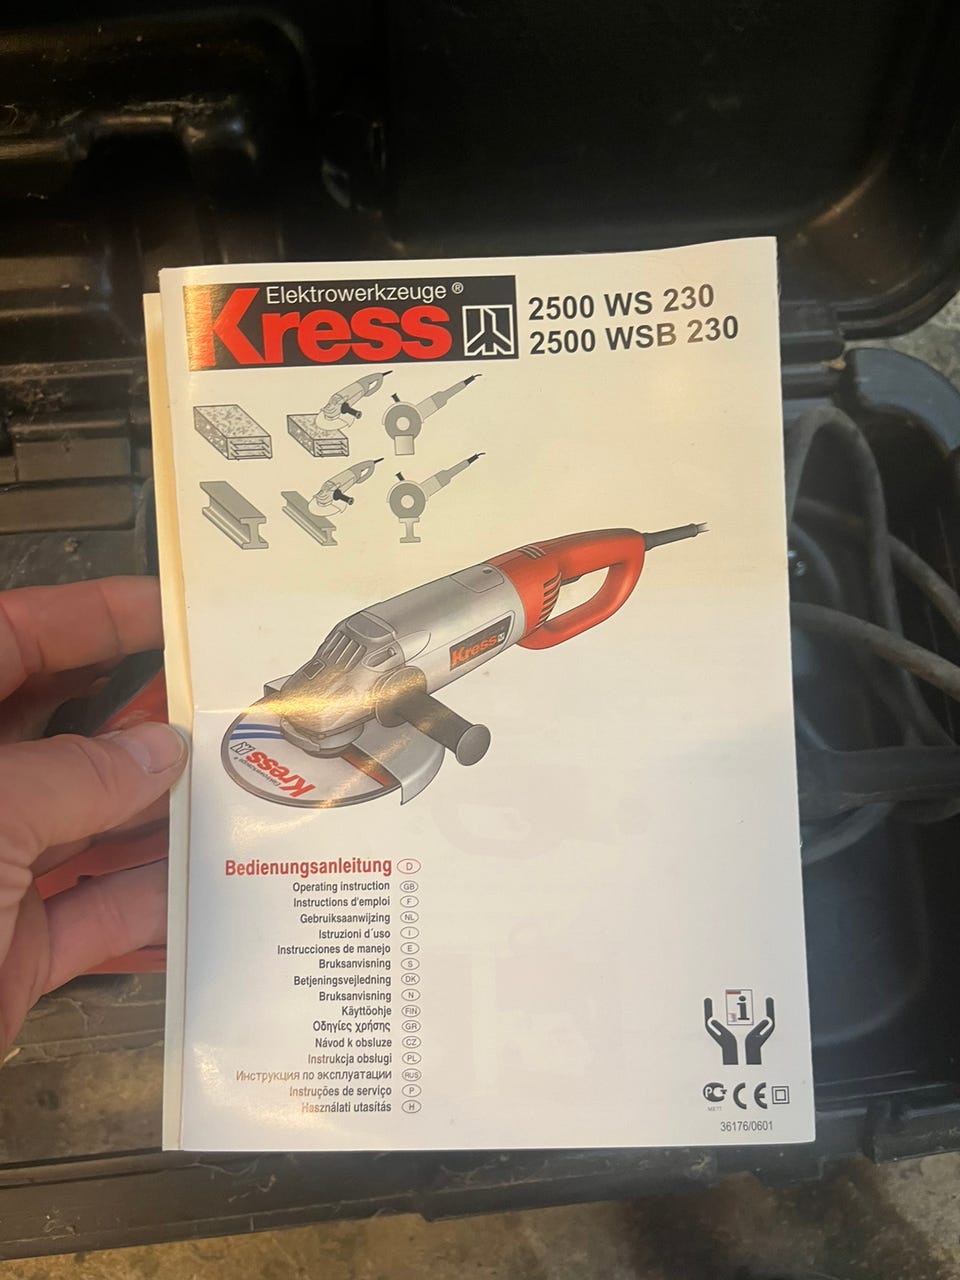 Elektrowerkzeuge ®
Kress
2500 WS 230
2500 WSB 230
Kress
Kress
Elektrowerkzeuge ®
Bedienungsanleitung D
Operating instruction GB
Instructions d'emploi F
Gebruiksaanwijzing NL
Istruzioni d´uso I
Instrucciones de manejo E
Bruksanvisning S
Betjeningsvejledning DK
Bruksanvisning N
Käyttöohje FIN
Οδηγίες χρήσης GR
Návod k obsluze CZ
Instrukcja obsługi PL
Инструкция по эксплуатации RUS
Instruções de serviço P
Használati utasítás H
i
CE
36176/0601